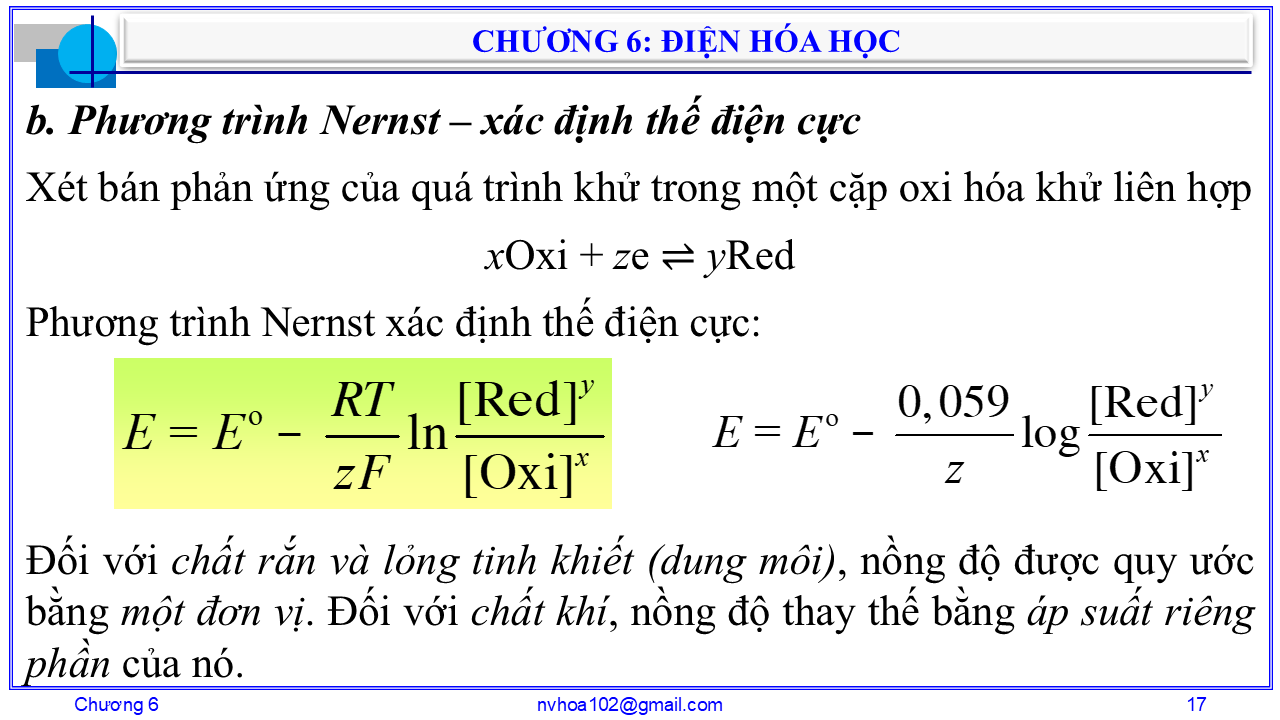 CHƯƠNG 6: ĐIỆN HÓA HỌC
b. Phương trình Nernst – xác định thế điện cực
Xét bán phản ứng của quá trình khử trong một cặp oxi hóa khử liên hợp
xOxi + ze ⇌ yRed
Phương trình Nernst xác định thế điện cực:
E = E° − RT/zF ln [Red]^y/[Oxi]^x
E = E° − 0,059/z log [Red]^y/[Oxi]^x
Đối với chất rắn và lỏng tinh khiết (dung môi), nồng độ được quy ước
bằng một đơn vị. Đối với chất khí, nồng độ thay thế bằng áp suất riêng
phần của nó.
Chương 6
nvhoa102@gmail.com
17